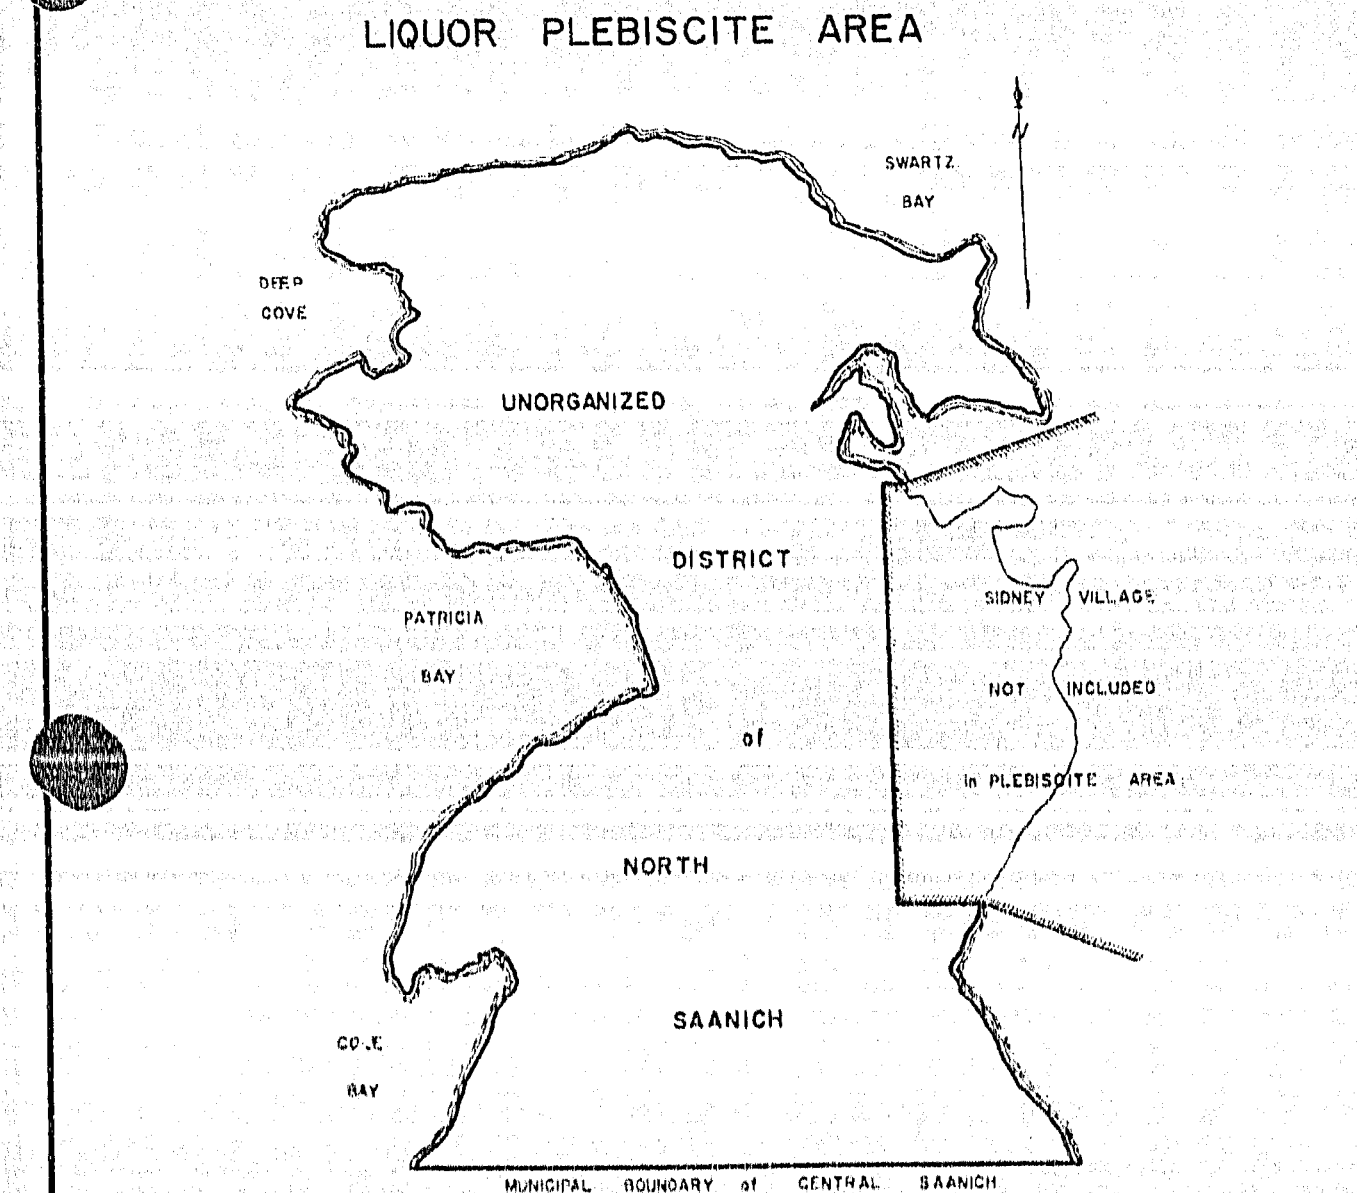 LIQUOR PLEBISCITE AREA
N
SWARTZ
BAY
DEEP
COVE
UNORGANIZED
DISTRICT
SIDNEY VILLAGE
PATRICIA
BAY
NOT INCLUDED
of
In PLEBISCITE AREA
NORTH
SAANICH
COLE
BAY
MUNICIPAL BOUNDARY of CENTRAL SAANICH